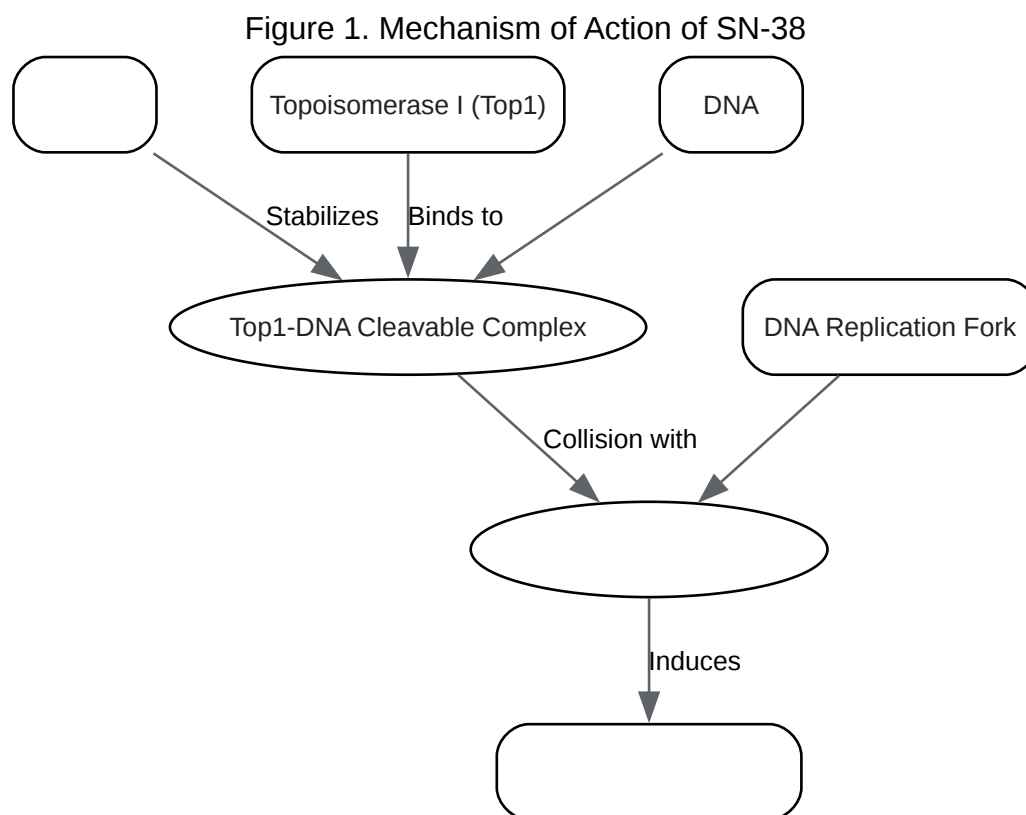 Figure 1. Mechanism of Action of SN-38
Topoisomerase I (Top1)
DNA
Stabilizes
Binds to
Top1-DNA Cleavable Complex
DNA Replication Fork
Collision with
Induces